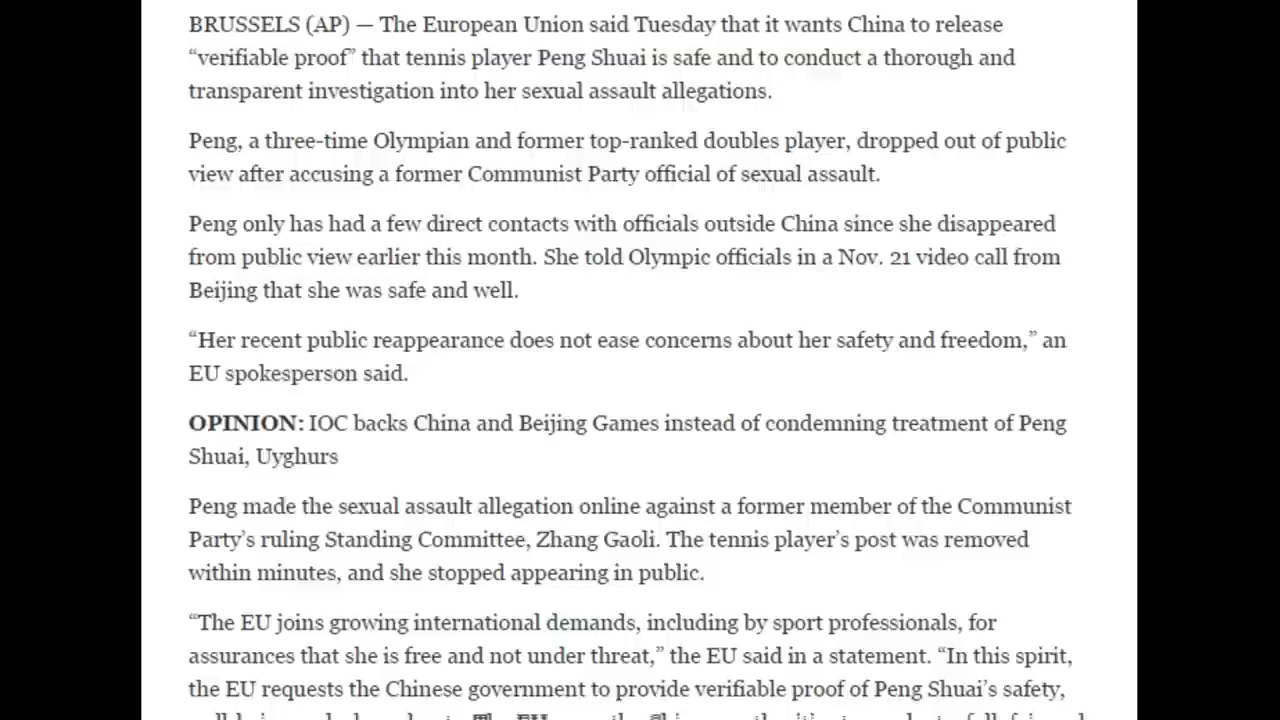 BRUSSELS (AP) — The European Union said Tuesday that it wants China to release
“verifiable proof” that tennis player Peng Shuai is safe and to conduct a thorough and
transparent investigation into her sexual assault allegations.
Peng, a three-time Olympian and former top-ranked doubles player, dropped out of public
view after accusing a former Communist Party official of sexual assault.
Peng only has had a few direct contacts with officials outside China since she disappeared
from public view earlier this month. She told Olympic officials in a Nov. 21 video call from
Beijing that she was safe and well.
“Her recent public reappearance does not ease concerns about her safety and freedom,” an
EU spokesperson said.
OPINION: IOC backs China and Beijing Games instead of condemning treatment of Peng
Shuai, Uyghurs
Peng made the sexual assault allegation online against a former member of the Communist
Party’s ruling Standing Committee, Zhang Gaoli. The tennis player’s post was removed
within minutes, and she stopped appearing in public.
“The EU joins growing international demands, including by sport professionals, for
assurances that she is free and not under threat,” the EU said in a statement. “In this spirit,
the EU requests the Chinese government to provide verifiable proof of Peng Shuai’s safety,